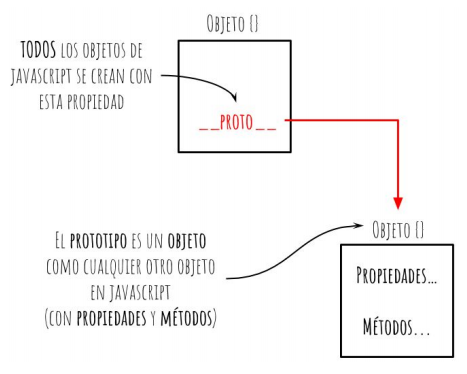 Objeto {}
TODOS los objetos de
javascript se crean con
esta propiedad
__proto__
Objeto {}
El prototipo es un objeto
como cualquier otro objeto
en javascript
(con propiedades y métodos)
Propiedades...
Métodos...